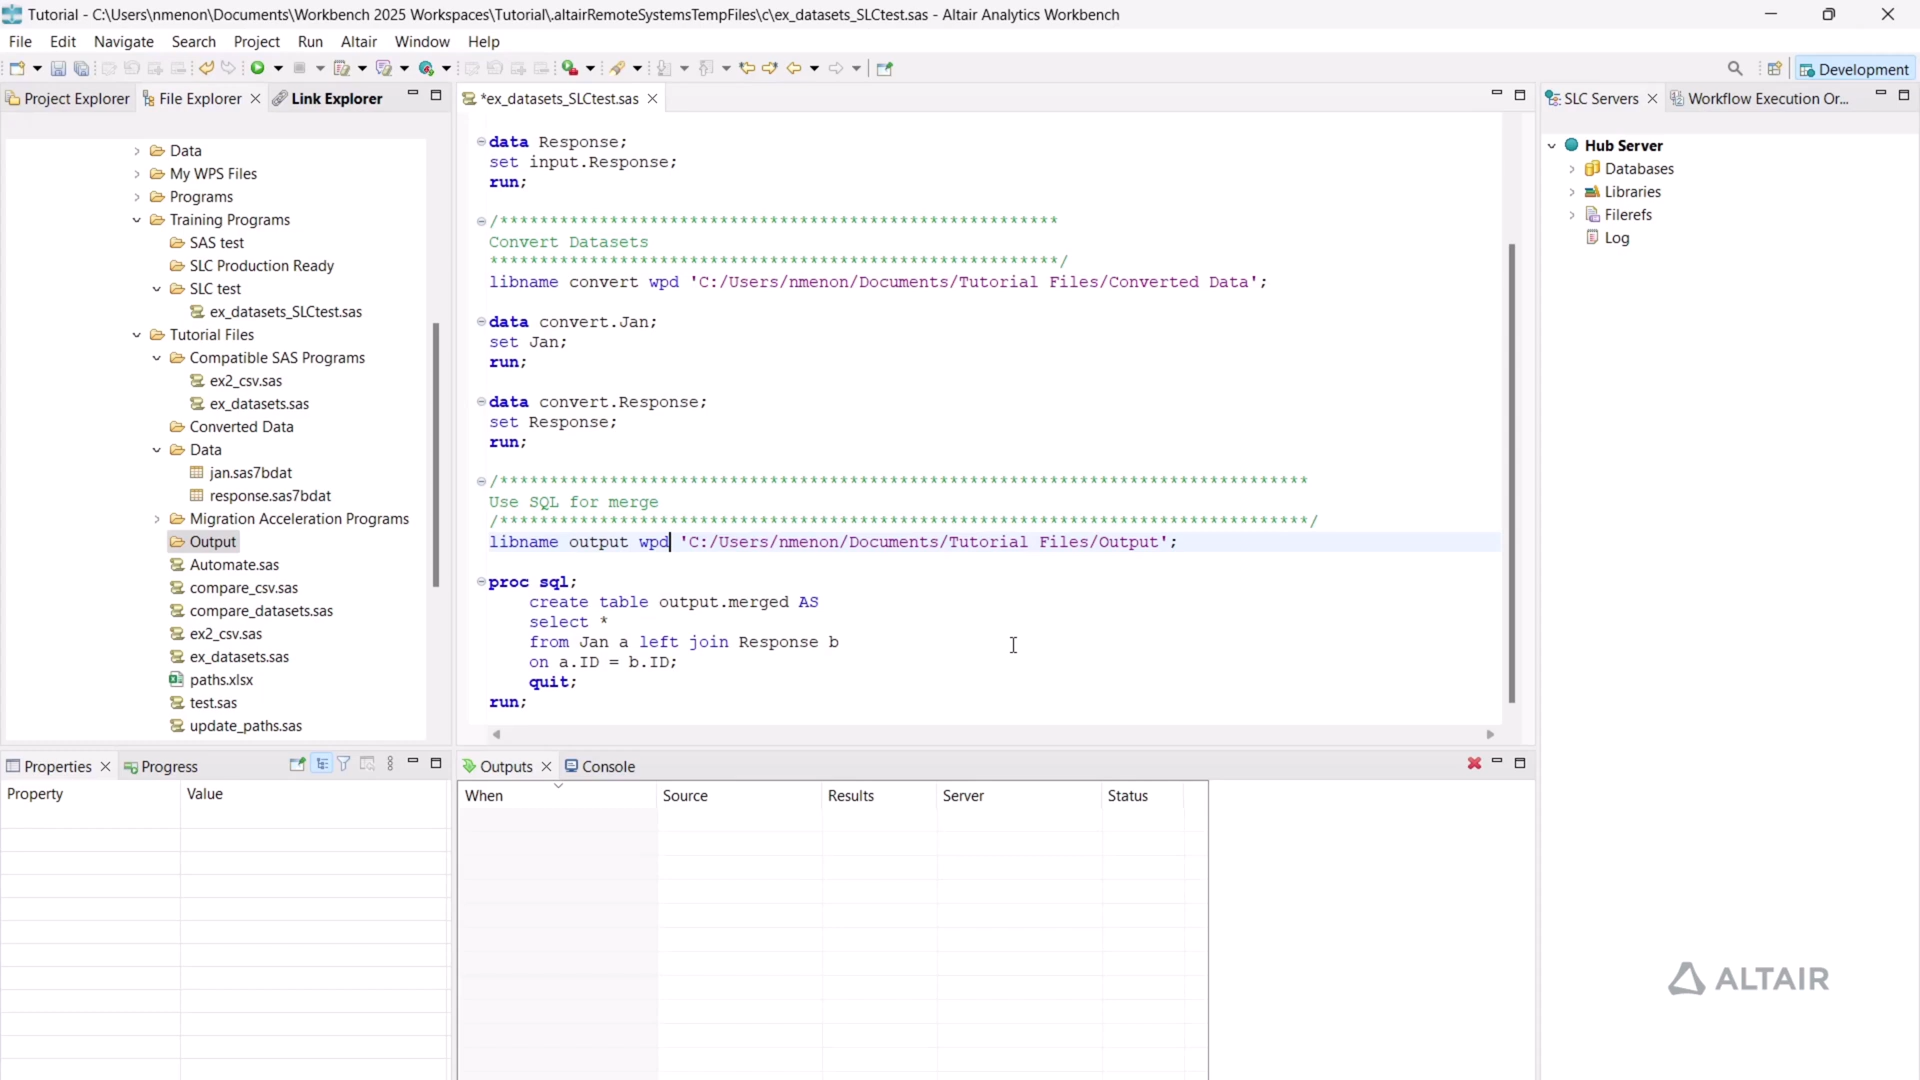 Tutorial - C:\Users\nmenon\Documents\Workbench 2025 Workspaces\Tutorial\.altairRemoteSystemsTempFiles\c\ex_datasets_SLCtest.sas - Altair Analytics Workbench
File Edit Navigate Search Project Run Altair Window Help
Development
Project Explorer File Explorer Link Explorer
Data
My WPS Files
Programs
Training Programs
SAS test
SLC Production Ready
SLC test
ex_datasets_SLCtest.sas
Tutorial Files
Compatible SAS Programs
ex2_csv.sas
ex_datasets.sas
Converted Data
Data
jan.sas7bdat
response.sas7bdat
Migration Acceleration Programs
Output
Automate.sas
compare_csv.sas
compare_datasets.sas
ex2_csv.sas
ex_datasets.sas
paths.xlsx
test.sas
update_paths.sas
*ex_datasets_SLCtest.sas
data Response;
set input.Response;
run;
/********************************************************
Convert Datasets
*********************************************************/
libname convert wpd 'C:/Users/nmenon/Documents/Tutorial Files/Converted Data';
data convert.Jan;
set Jan;
run;
data convert.Response;
set Response;
run;
/*********************************************************************************
Use SQL for merge
/*********************************************************************************/
libname output wpd 'C:/Users/nmenon/Documents/Tutorial Files/Output';
proc sql;
create table output.merged AS
select *
from Jan a left join Response b
on a.ID = b.ID;
quit;
run;
SLC Servers Workflow Execution Or...
Hub Server
Databases
Libraries
Filerefs
Log
Properties Progress
Property Value
Outputs Console
When Source Results Server Status
ALTAIR